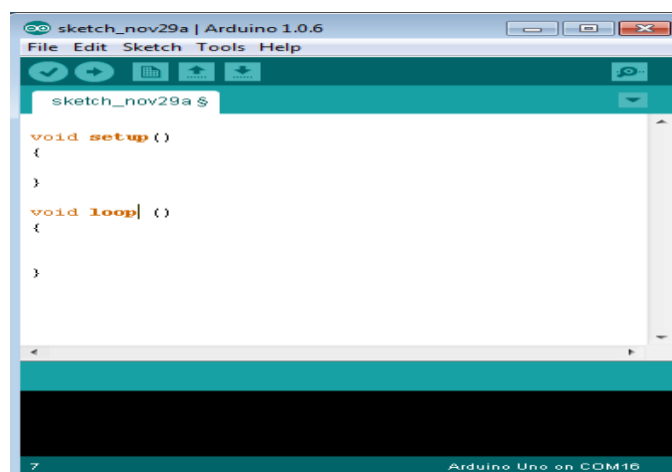 sketch_nov29a | Arduino 1.0.6
File Edit Sketch Tools Help
sketch_nov29a §
void setup()
{
}
void loop ()
{
}
7 Arduino Uno on COM16